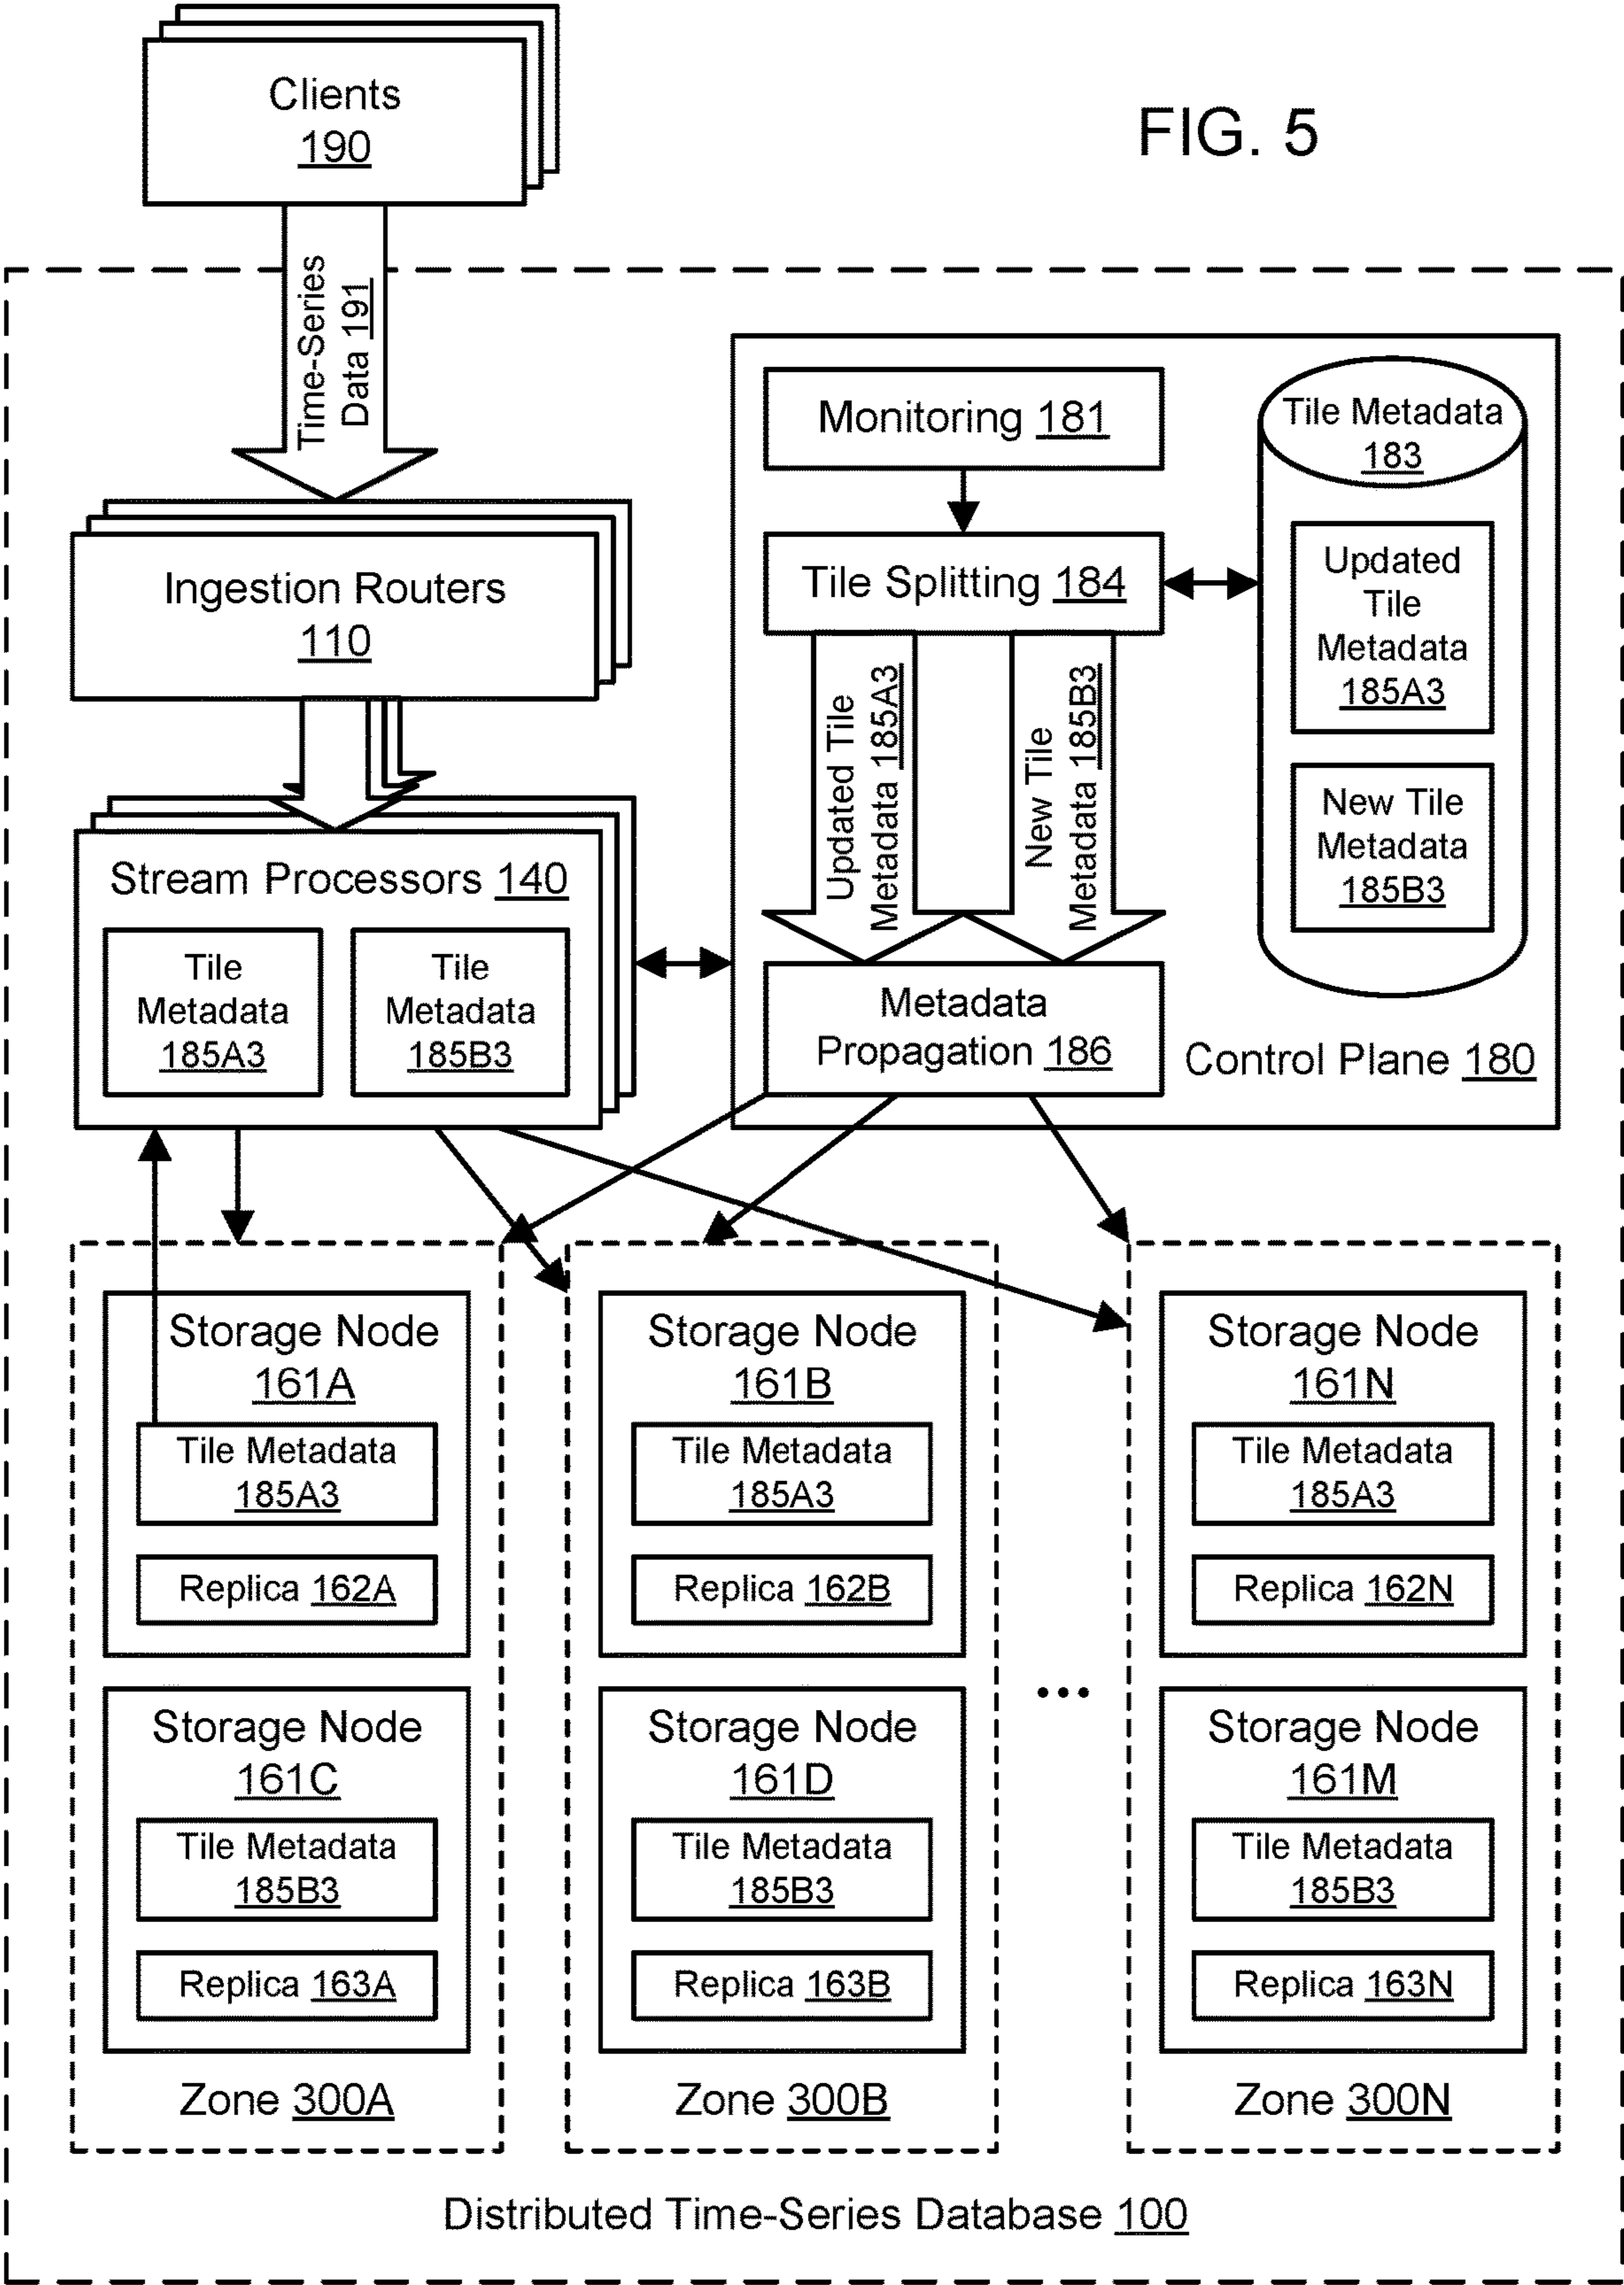 FIG. 5
Clients
190
Time-Series
Data 191
Ingestion Routers
110
Stream Processors 140
Tile
Metadata
185A3
Tile
Metadata
185B3
Monitoring 181
Tile Splitting 184
Updated Tile
Metadata 185A3
New Tile
Metadata 185B3
Metadata
Propagation 186
Tile Metadata
183
Updated
Tile
Metadata
185A3
New Tile
Metadata
185B3
Control Plane 180
Storage Node
161A
Tile Metadata
185A3
Replica 162A
Storage Node
161C
Tile Metadata
185B3
Replica 163A
Zone 300A
Storage Node
161B
Tile Metadata
185A3
Replica 162B
Storage Node
161D
Tile Metadata
185B3
Replica 163B
Zone 300B
...
Storage Node
161N
Tile Metadata
185A3
Replica 162N
Storage Node
161M
Tile Metadata
185B3
Replica 163N
Zone 300N
Distributed Time-Series Database 100